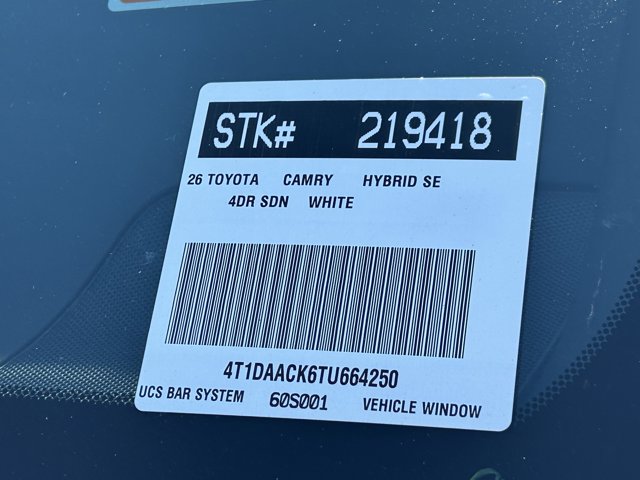 STK# 219418
26 TOYOTA CAMRY HYBRID SE
4DR SDN WHITE
4T1DAACK6TU664250
UCS BAR SYSTEM 60S001 VEHICLE WINDOW